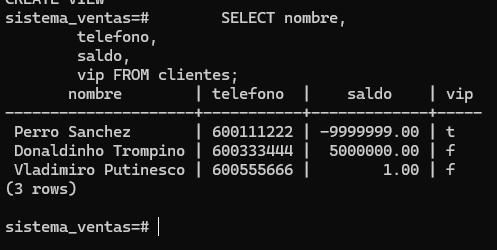 CREATE VIEW
sistema_ventas=#        SELECT nombre,
        telefono,
        saldo,
        vip FROM clientes;
       nombre        | telefono  |    saldo    | vip
---------------------+-----------+-------------+-----
 Perro Sanchez       | 600111222 | -9999999.00 | t
 Donaldinho Trompino | 600333444 |  5000000.00 | f
 Vladimiro Putinesco | 600555666 |        1.00 | f
(3 rows)
sistema_ventas=#